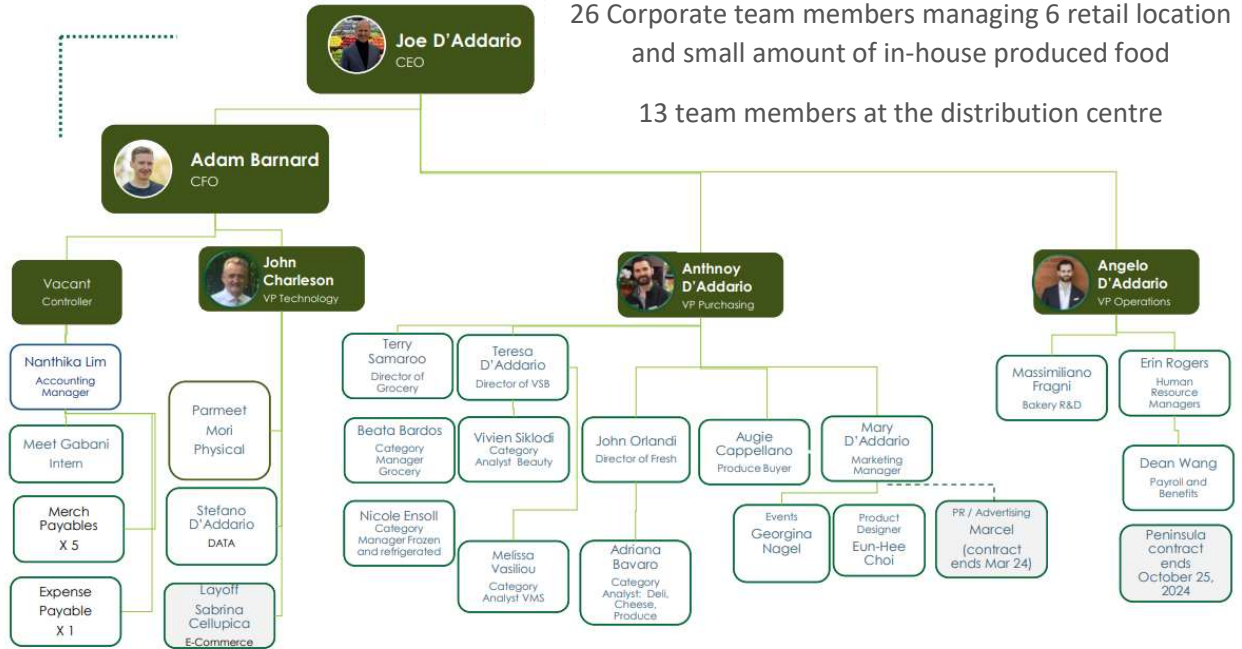 26 Corporate team members managing 6 retail location
and small amount of in-house produced food
13 team members at the distribution centre
Joe D'Addario
CEO
Adam Barnard
CFO
Vacant
Controller
John
Charleson
VP Technology
Anthnoy
D'Addario
VP Purchasing
Angelo
D'Addario
VP Operations
Nanthika Lim
Accounting
Manager
Meet Gabani
Intern
Merch
Payables
X 5
Expense
Payable
X 1
Parmeet
Mori
Physical
Stefano
D'Addario
DATA
Layoff
Sabrina
Cellupica
E-Commerce
Terry
Samaroo
Director of
Grocery
Beata Bardos
Category
Manager
Grocery
Nicole Ensoll
Category
Manager Frozen
and refrigerated
Teresa
D'Addario
Director of VSB
Vivien Siklodi
Category
Analyst Beauty
Melissa
Vasiliou
Category
Analyst VMS
John Orlandi
Director of Fresh
Adriana
Bavaro
Category
Analyst: Deli,
Cheese,
Produce
Augie
Cappellano
Produce Buyer
Mary
D'Addario
Marketing
Manager
Events
Georgina
Nagel
Product
Designer
Eun-Hee
Choi
PR / Advertising
Marcel
(contract
ends Mar 24)
Massimiliano
Fragni
Bakery R&D
Erin Rogers
Human
Resource
Managers
Dean Wang
Payroll and
Benefits
Peninsula
contract
ends
October 25,
2024